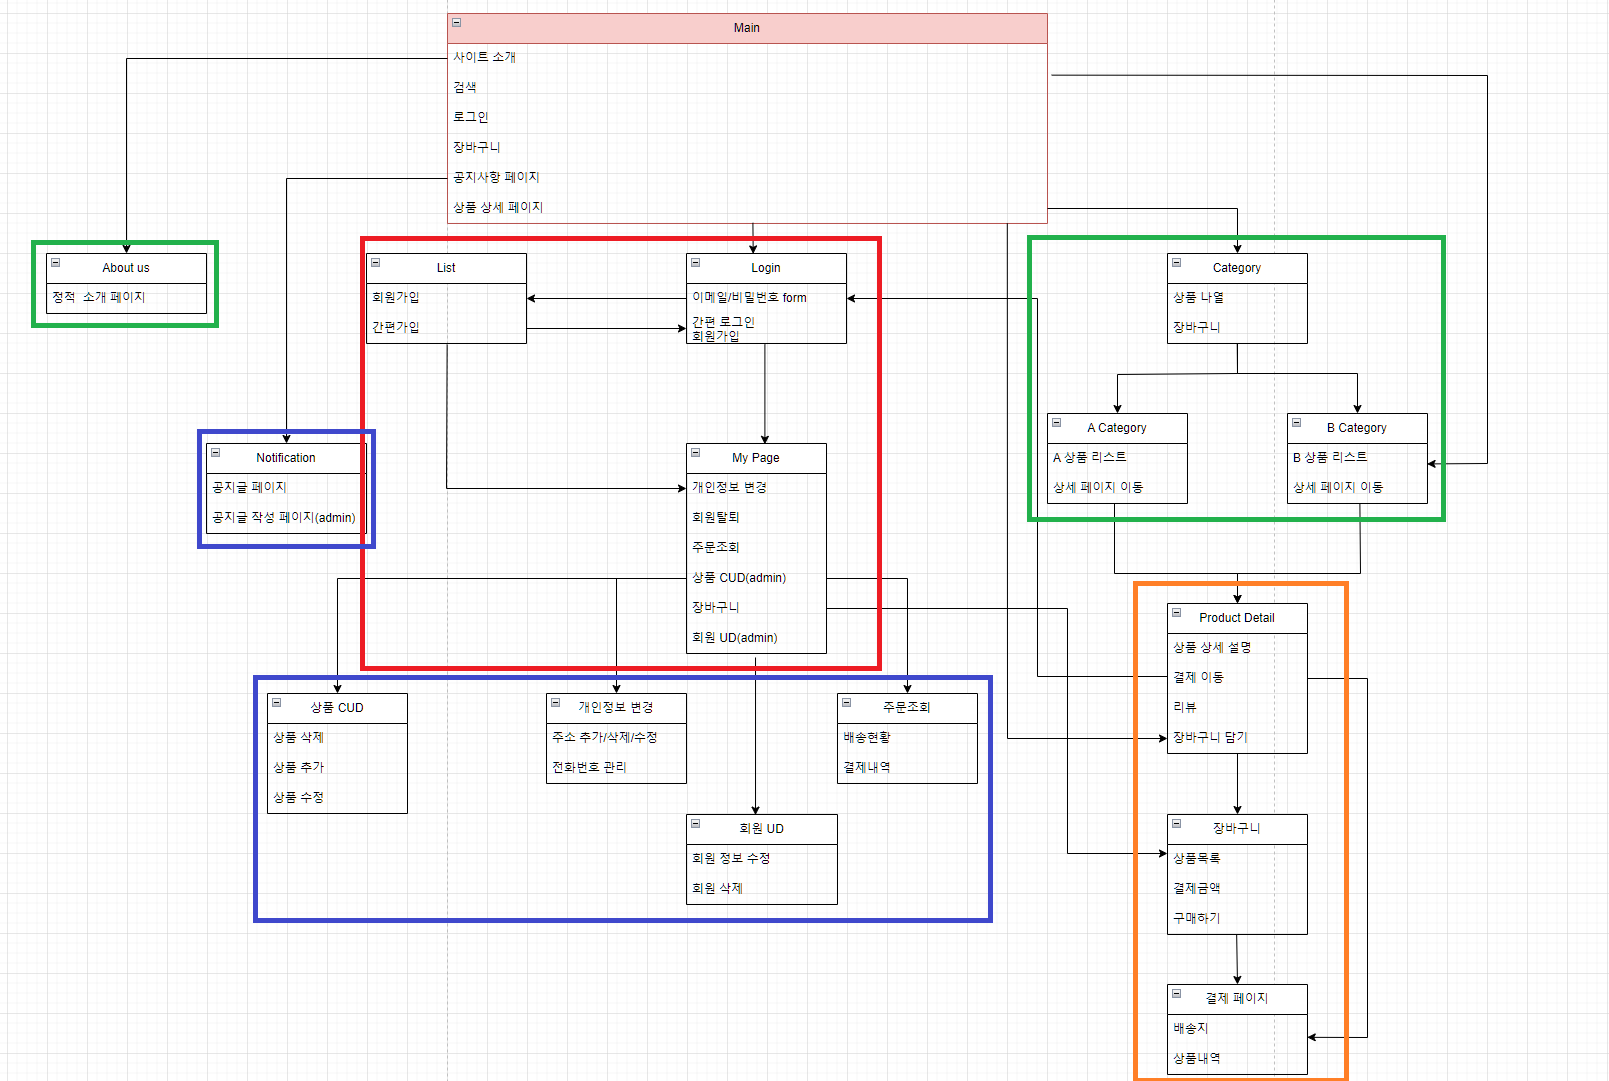 Main
사이트 소개
검색
로그인
장바구니
공지사항 페이지
상품 상세 페이지
About us
정적  소개 페이지
List
회원가입
간편가입
Login
이메일/비밀번호 form
간편 로그인
회원가입
Category
상품 나열
장바구니
A Category
A 상품 리스트
상세 페이지 이동
B Category
B 상품 리스트
상세 페이지 이동
Notification
공지글 페이지
공지글 작성 페이지(admin)
My Page
개인정보 변경
회원탈퇴
주문조회
상품 CUD(admin)
장바구니
회원 UD(admin)
Product Detail
상품 상세 설명
결제 이동
리뷰
장바구니 담기
상품 CUD
상품 삭제
상품 추가
상품 수정
개인정보 변경
주소 추가/삭제/수정
전화번호 관리
주문조회
배송현황
결제내역
회원 UD
회원 정보 수정
회원 삭제
장바구니
상품목록
결제금액
구매하기
결제 페이지
배송지
상품내역